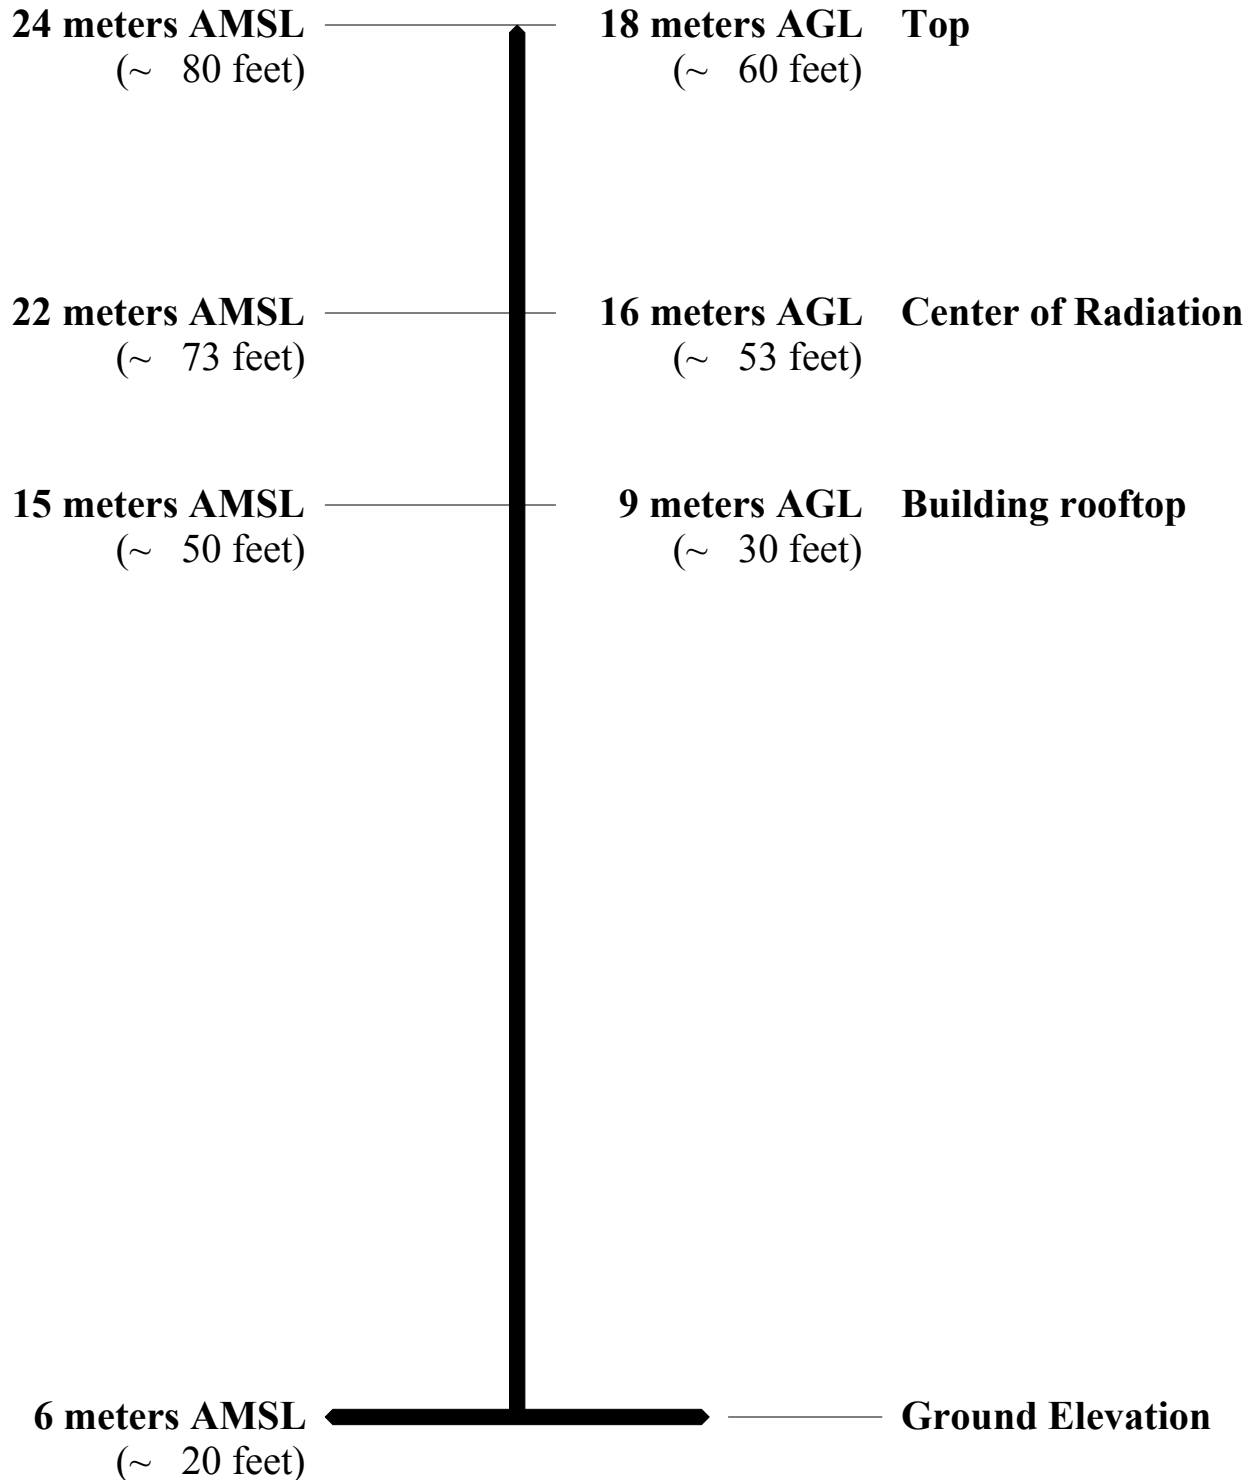 24 meters AMSL 18 meters AGL Top
(~ 80 feet) (~ 60 feet)
22 meters AMSL 16 meters AGL Center of Radiation
(~ 73 feet) (~ 53 feet)
15 meters AMSL 9 meters AGL Building rooftop
(~ 50 feet) (~ 30 feet)
6 meters AMSL Ground Elevation
(~ 20 feet)